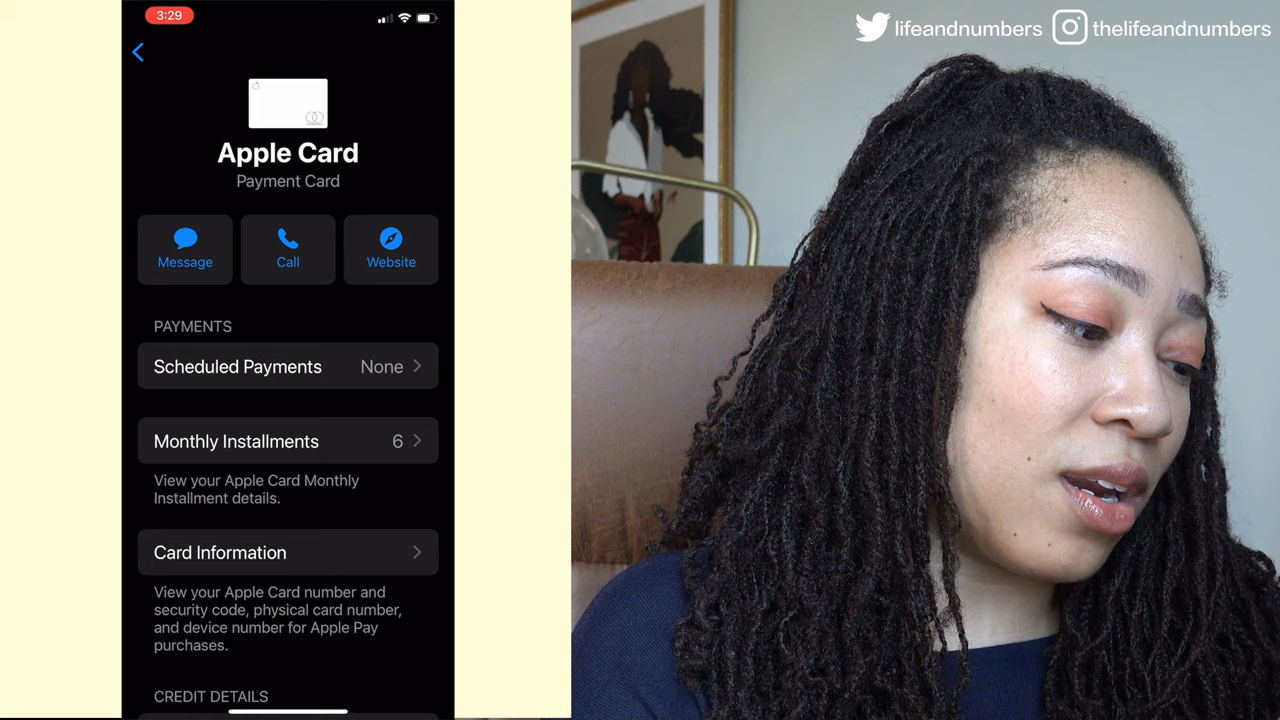 3:29
lifeandnumbers
thelifeandnumbers
Apple Card
Payment Card
Message
Call
Website
PAYMENTS
Scheduled Payments None
Monthly Installments 6
View your Apple Card Monthly
Installment details.
Card Information
View your Apple Card number and
security code, physical card number,
and device number for Apple Pay
purchases.
CREDIT DETAILS